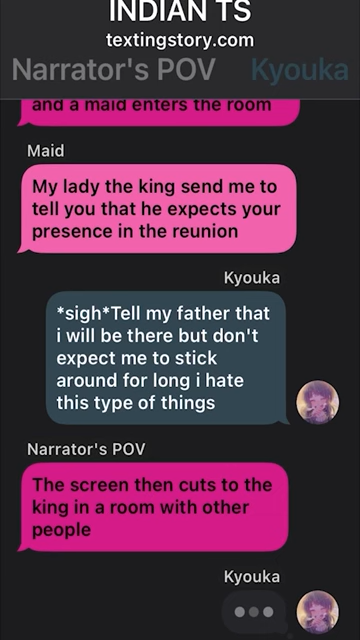 INDIAN TS
textingstory.com
Narrator's POV Kyouka
and a maid enters the room
Maid
My lady the king send me to
tell you that he expects your
presence in the reunion
Kyouka
*sigh*Tell my father that
i will be there but don't
expect me to stick
around for long i hate
this type of things
Narrator's POV
The screen then cuts to the
king in a room with other
people
Kyouka